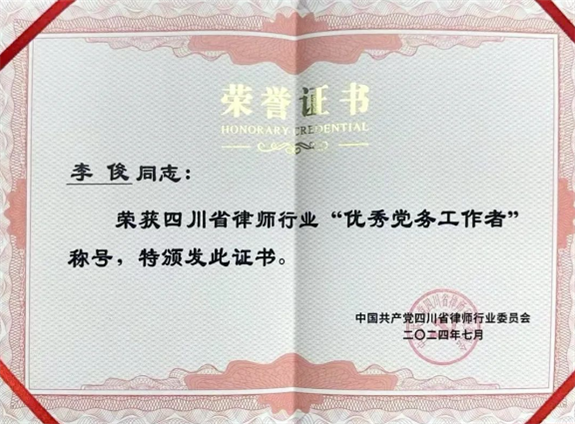 荣誉证书
HONORARY CREDENTIAL
李俊同志：
荣获四川省律师行业“优秀党务工作者”
称号，特颁发此证书。
中国共产党四川省律师行业委员会
二〇二四年七月